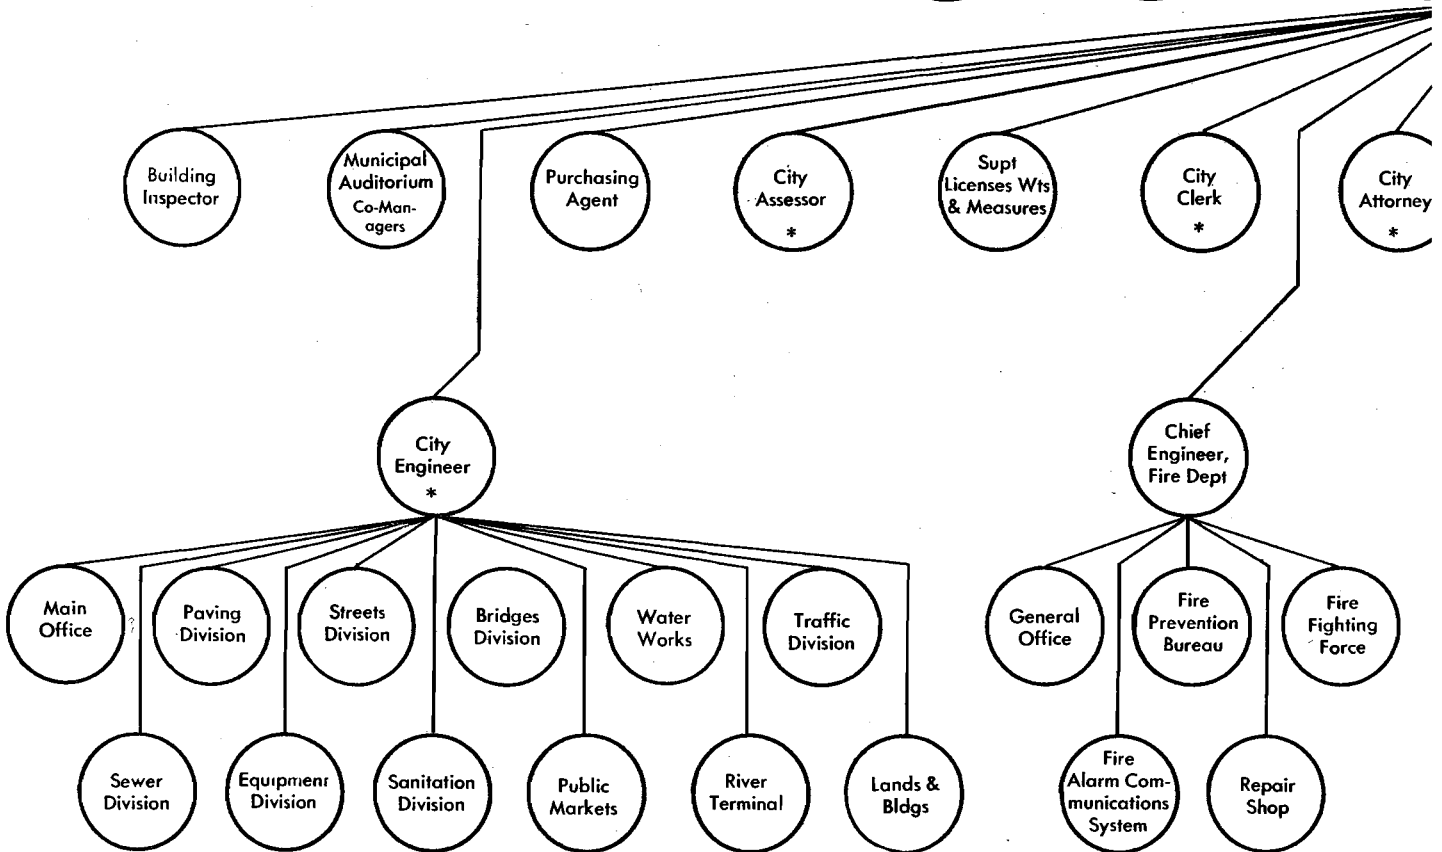 Building
Inspector
Municipal
Auditorium
Co-Man-
agers
Purchasing
Agent
City
Assessor
*
Supt
Licenses Wts
& Measures
City
Clerk
*
City
Attorney
*
City
Engineer
*
Chief
Engineer,
Fire Dept
Main
Office
Paving
Division
Streets
Division
Bridges
Division
Water
Works
Traffic
Division
General
Office
Fire
Prevention
Bureau
Fire
Fighting
Force
Sewer
Division
Equipment
Division
Sanitation
Division
Public
Markets
River
Terminal
Lands &
Bldgs
Fire
Alarm Com-
munications
System
Repair
Shop